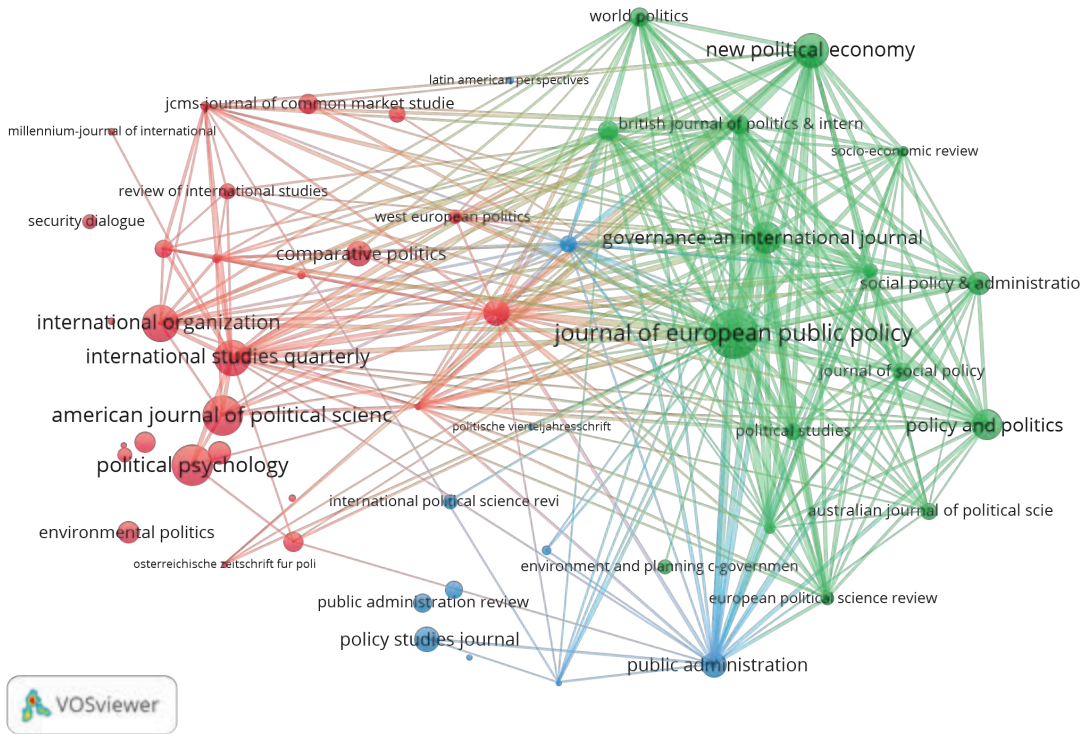 world politics
new political economy
latin american perspectives
jcms-journal of common market studie
british journal of politics & intern
millennium-journal of international
socio-economic review
review of international studies
west european politics
security dialogue
governance-an international journal
comparative politics
social policy & administratio
international organization
journal of european public policy
international studies quarterly
journal of social policy
american journal of political scienc
politische vierteljahresschrift
political studies
policy and politics
political psychology
international political science revi
australian journal of political scie
environmental politics
osterreichische zeitschrift fur poli
environment and planning c-governmen
public administration review
european political science review
policy studies journal
public administration
VOSviewer